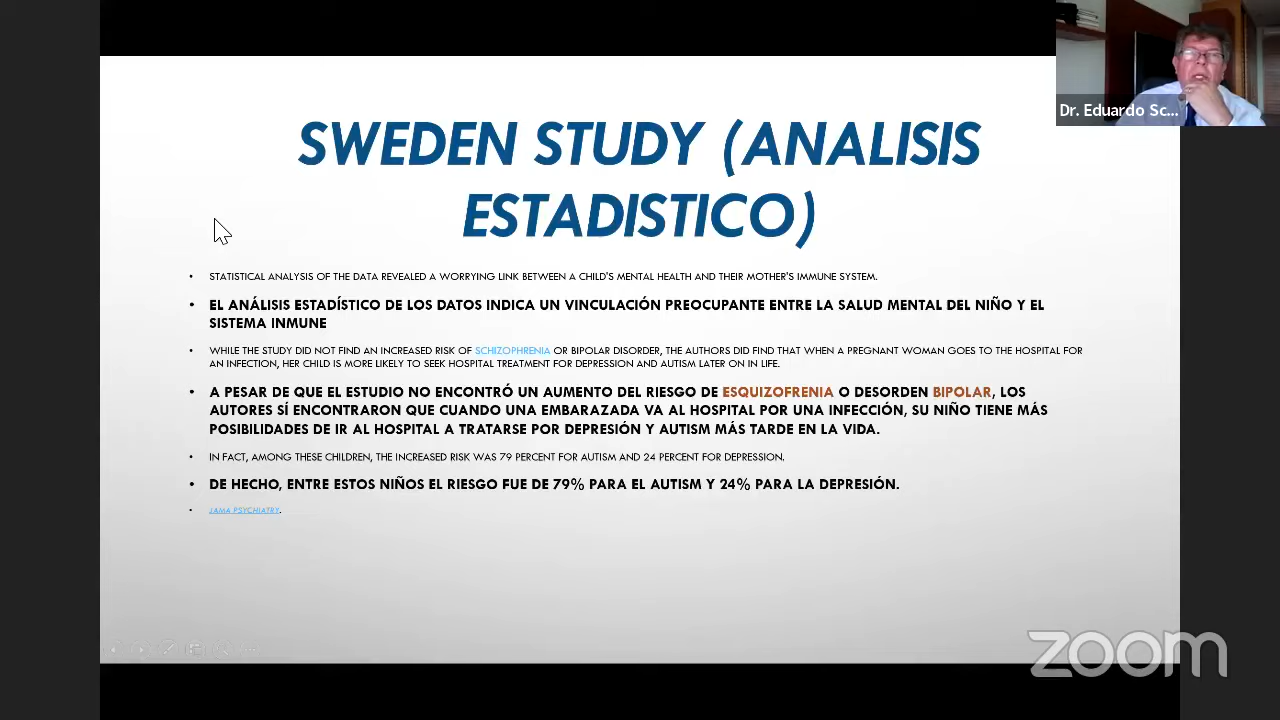 Dr. Eduardo Sc...
SWEDEN STUDY (ANALISIS
ESTADISTICO)
• STATISTICAL ANALYSIS OF THE DATA REVEALED A WORRYING LINK BETWEEN A CHILD'S MENTAL HEALTH AND THEIR MOTHER'S IMMUNE SYSTEM.
• EL ANÁLISIS ESTADÍSTICO DE LOS DATOS INDICA UN VINCULACIÓN PREOCUPANTE ENTRE LA SALUD MENTAL DEL NIÑO Y EL
SISTEMA INMUNE
• WHILE THE STUDY DID NOT FIND AN INCREASED RISK OF SCHIZOPHRENIA OR BIPOLAR DISORDER, THE AUTHORS DID FIND THAT WHEN A PREGNANT WOMAN GOES TO THE HOSPITAL FOR
AN INFECTION, HER CHILD IS MORE LIKELY TO SEEK HOSPITAL TREATMENT FOR DEPRESSION AND AUTISM LATER ON IN LIFE.
• A PESAR DE QUE EL ESTUDIO NO ENCONTRÓ UN AUMENTO DEL RIESGO DE ESQUIZOFRENIA O DESORDEN BIPOLAR, LOS
AUTORES SÍ ENCONTRARON QUE CUANDO UNA EMBARAZADA VA AL HOSPITAL POR UNA INFECCIÓN, SU NIÑO TIENE MÁS
POSIBILIDADES DE IR AL HOSPITAL A TRATARSE POR DEPRESIÓN Y AUTISM MÁS TARDE EN LA VIDA.
• IN FACT, AMONG THESE CHILDREN, THE INCREASED RISK WAS 79 PERCENT FOR AUTISM AND 24 PERCENT FOR DEPRESSION.
• DE HECHO, ENTRE ESTOS NIÑOS EL RIESGO FUE DE 79% PARA EL AUTISM Y 24% PARA LA DEPRESIÓN.
• JAMA PSYCHIATRY.
zoom